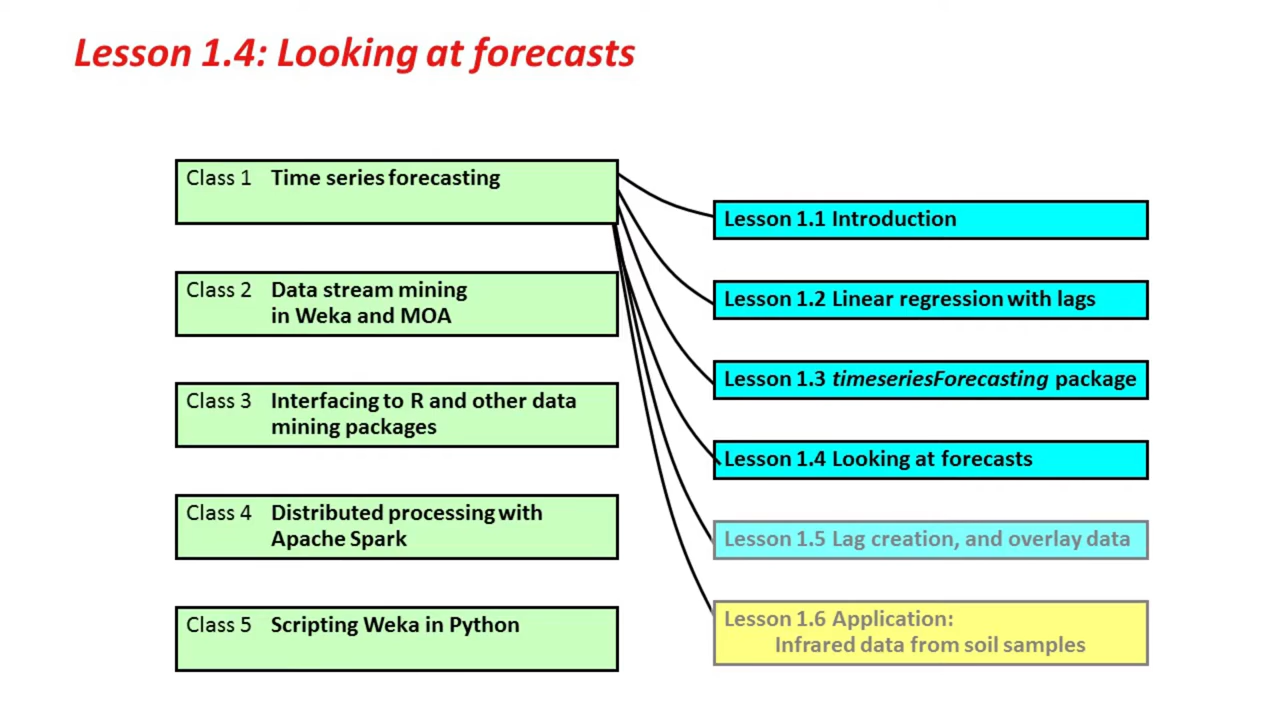 Lesson 1.4: Looking at forecasts
Class 1 Time series forecasting
Class 2 Data stream mining
in Weka and MOA
Class 3 Interfacing to R and other data
mining packages
Class 4 Distributed processing with
Apache Spark
Class 5 Scripting Weka in Python
Lesson 1.1 Introduction
Lesson 1.2 Linear regression with lags
Lesson 1.3 timeseriesForecasting package
Lesson 1.4 Looking at forecasts
Lesson 1.5 Lag creation, and overlay data
Lesson 1.6 Application:
Infrared data from soil samples